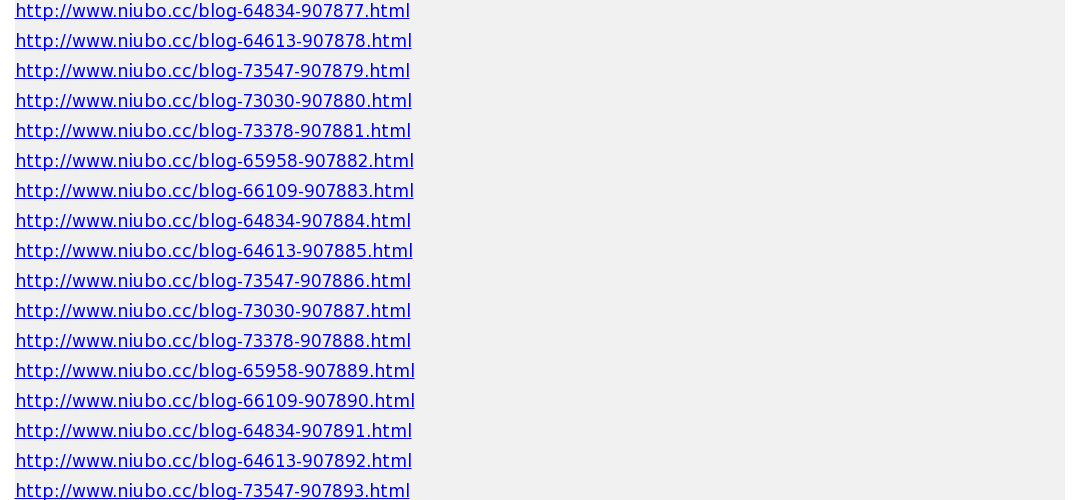 http://www.niubo.cc/blog-64834-907877.html
http://www.niubo.cc/blog-64613-907878.html
http://www.niubo.cc/blog-73547-907879.html
http://www.niubo.cc/blog-73030-907880.html
http://www.niubo.cc/blog-73378-907881.html
http://www.niubo.cc/blog-65958-907882.html
http://www.niubo.cc/blog-66109-907883.html
http://www.niubo.cc/blog-64834-907884.html
http://www.niubo.cc/blog-64613-907885.html
http://www.niubo.cc/blog-73547-907886.html
http://www.niubo.cc/blog-73030-907887.html
http://www.niubo.cc/blog-73378-907888.html
http://www.niubo.cc/blog-65958-907889.html
http://www.niubo.cc/blog-66109-907890.html
http://www.niubo.cc/blog-64834-907891.html
http://www.niubo.cc/blog-64613-907892.html
http://www.niubo.cc/blog-73547-907893.html